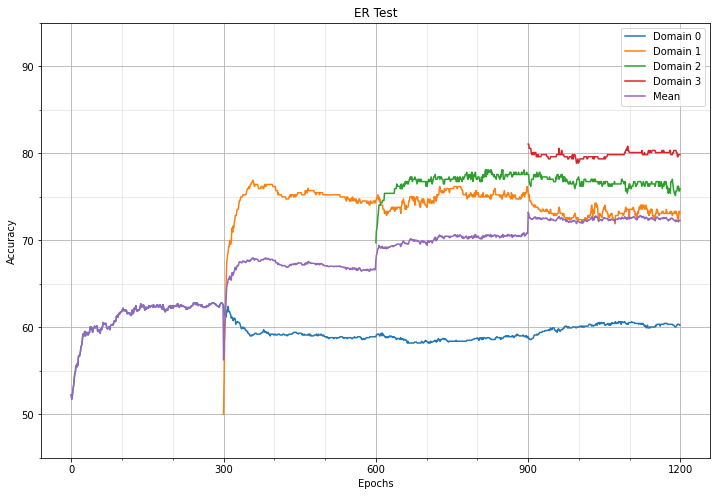 ER Test
Domain 0
Domain 1
Domain 2
Domain 3
Mean
90
80
70
60
50
Accuracy
0 300 600 900 1200
Epochs